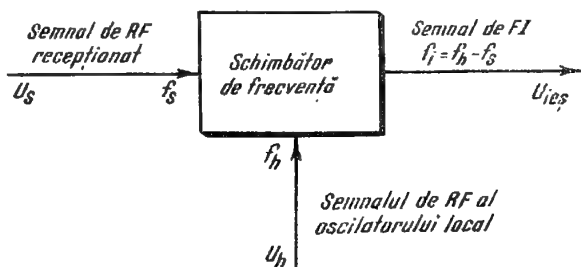 Semnal de RF
recepționat
U_s
f_s
Schimbător
de frecvență
Semnal de FI
f_i = f_h - f_s
U_ieș
f_h
Semnalul de RF al
oscilatorului local
U_h